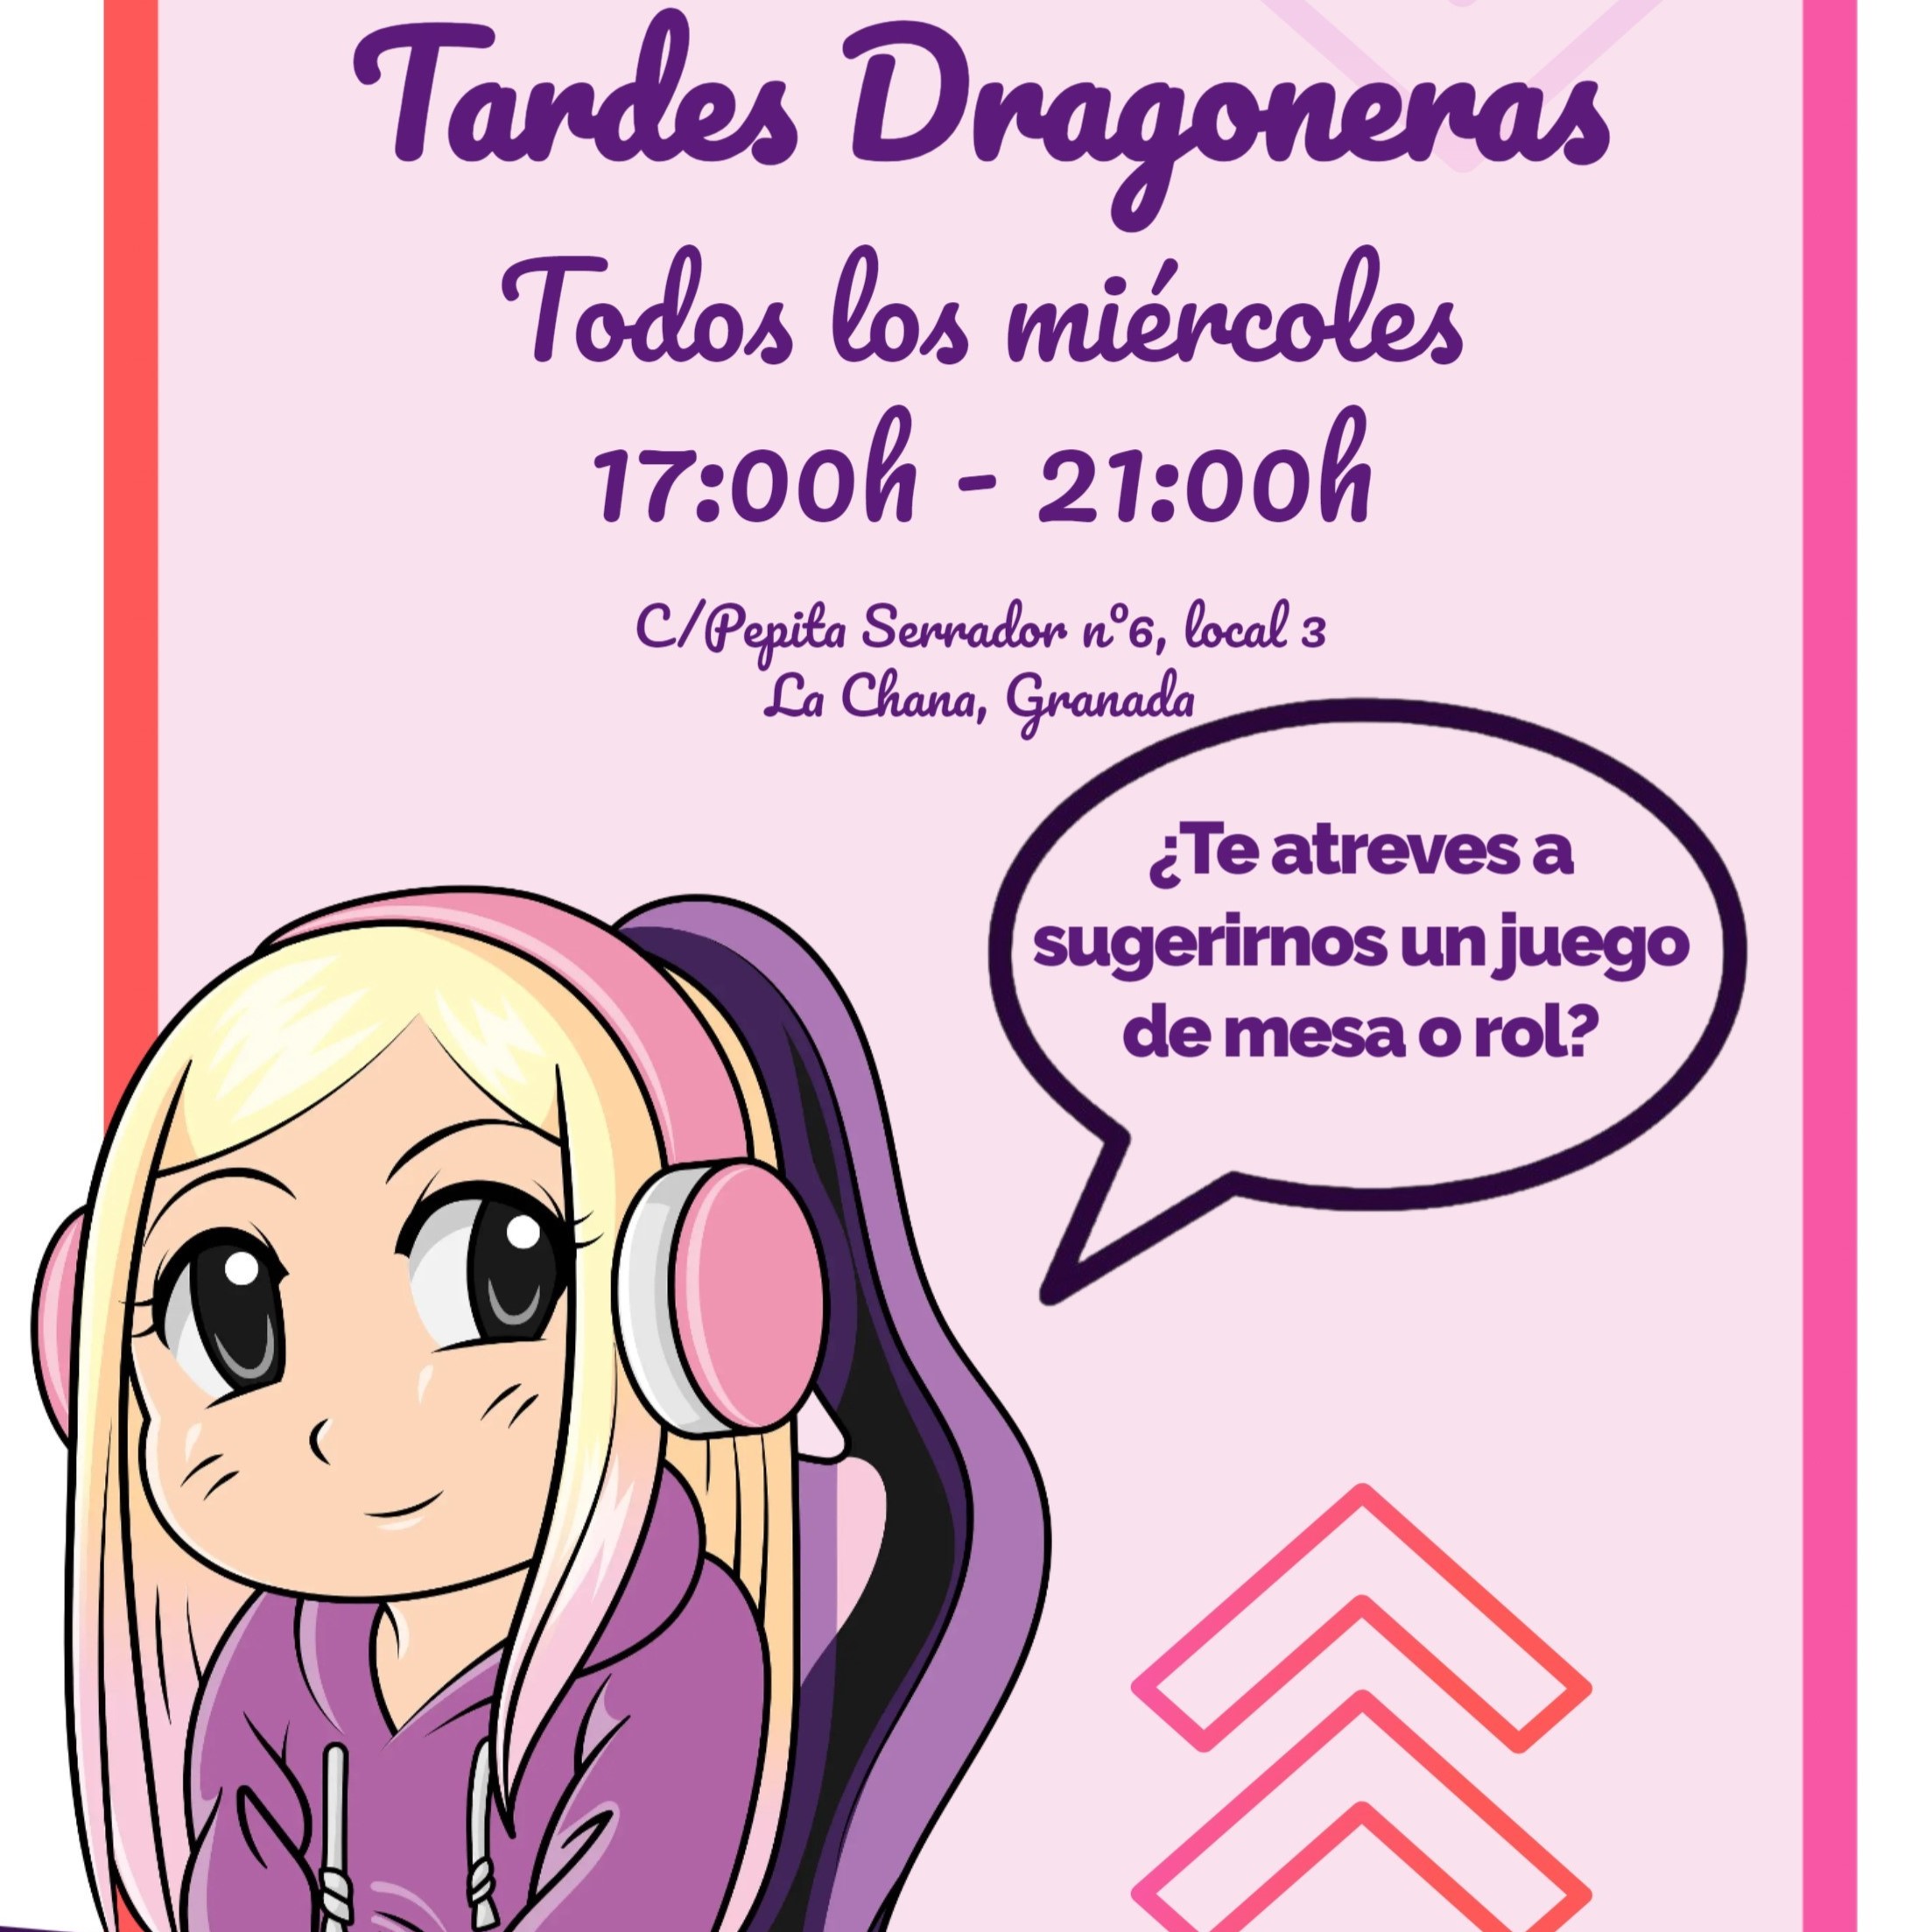 Tardes Dragoneras
Todos los miércoles
17:00h - 21:00h
C/Pepita Serrador nº6, local 3
La Chana, Granada
¿Te atreves a
sugerirnos un juego
de mesa o rol?